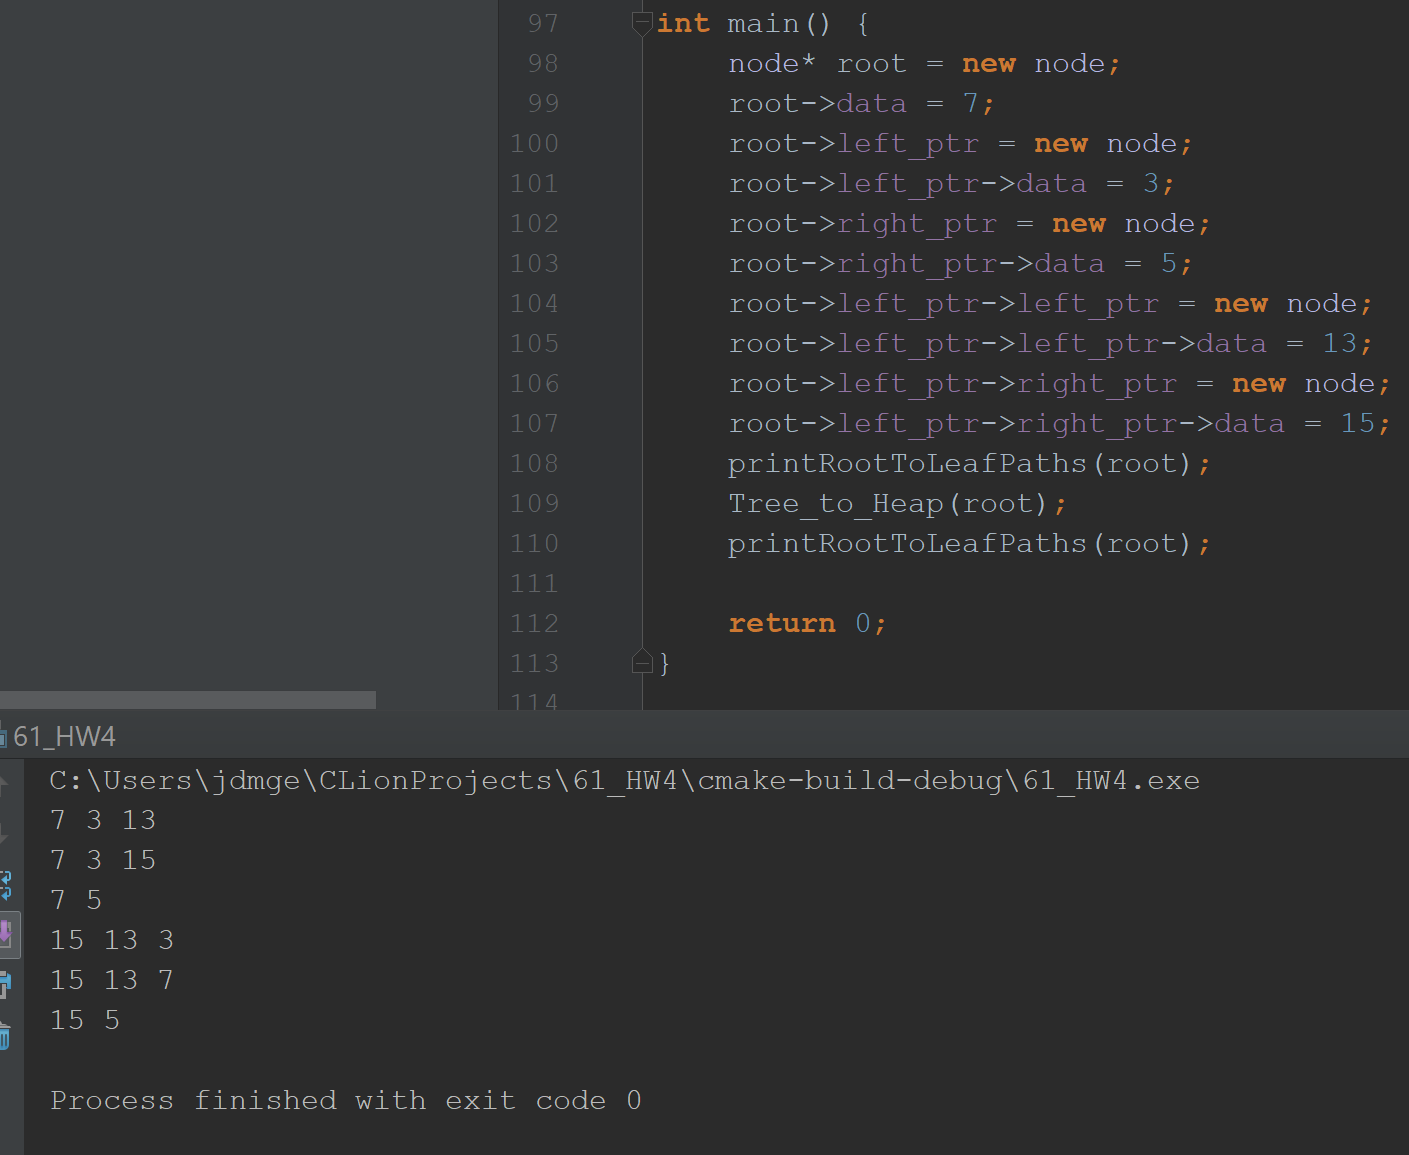 97 int main() {
98 node* root = new node;
99 root->data = 7;
100 root->left_ptr = new node;
101 root->left_ptr->data = 3;
102 root->right_ptr = new node;
103 root->right_ptr->data = 5;
104 root->left_ptr->left_ptr = new node;
105 root->left_ptr->left_ptr->data = 13;
106 root->left_ptr->right_ptr = new node;
107 root->left_ptr->right_ptr->data = 15;
108 printRootToLeafPaths(root);
109 Tree_to_Heap(root);
110 printRootToLeafPaths(root);
111
112 return 0;
113 }
114
61_HW4
C:\Users\jdmge\CLionProjects\61_HW4\cmake-build-debug\61_HW4.exe
7 3 13
7 3 15
7 5
15 13 3
15 13 7
15 5
Process finished with exit code 0